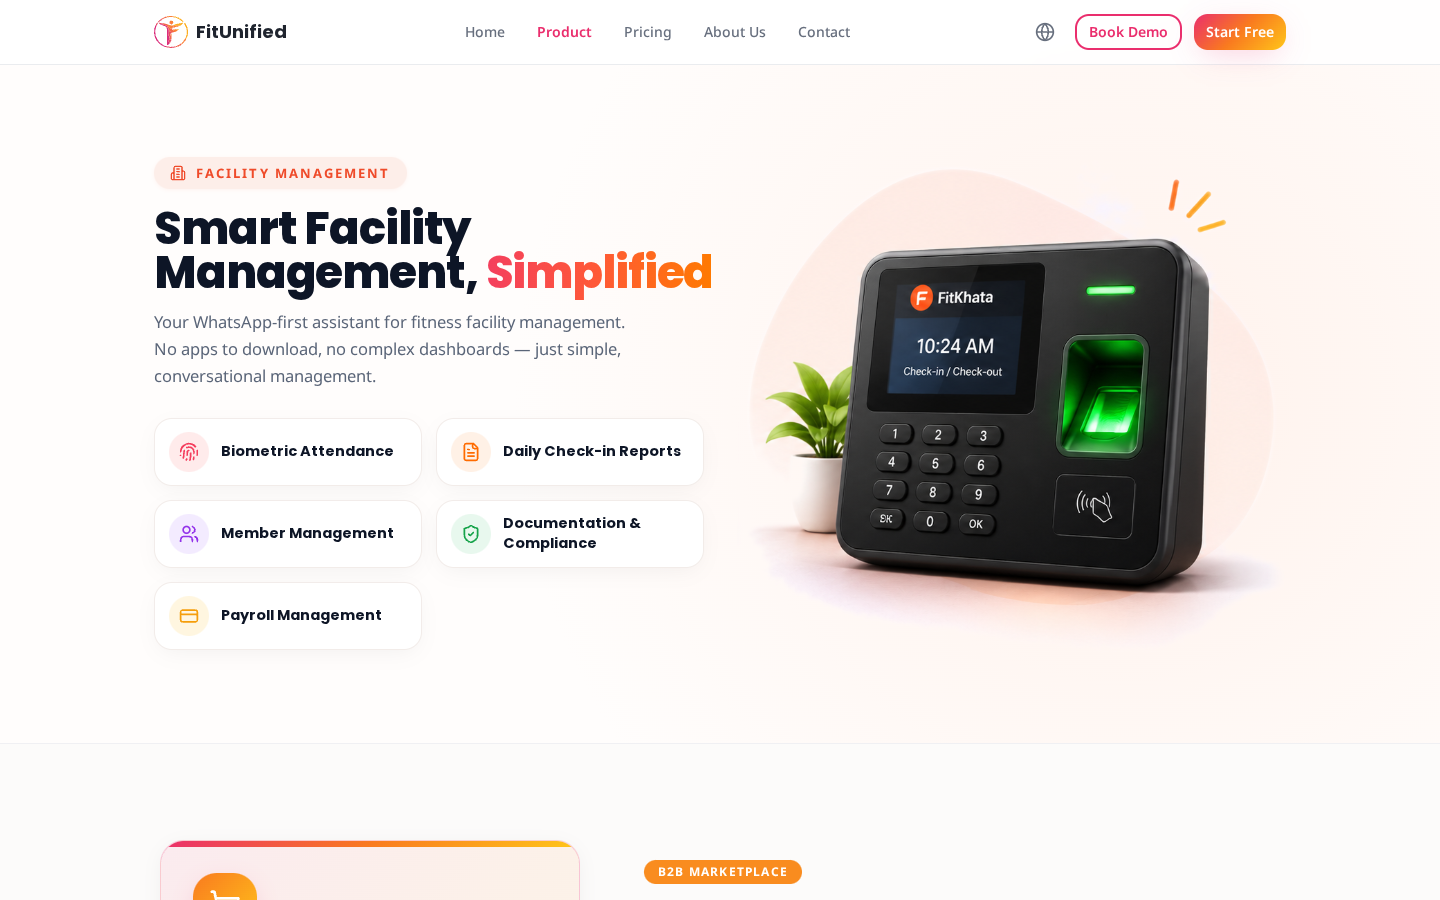 FitUnified
Home
Product
Pricing
About Us
Contact
Book Demo
Start Free
FACILITY MANAGEMENT
Smart Facility
Management, Simplified
Your WhatsApp-first assistant for fitness facility management.
No apps to download, no complex dashboards — just simple,
conversational management.
Biometric Attendance
Daily Check-in Reports
Member Management
Documentation &
Compliance
Payroll Management
F FitKhata
10:24 AM
Check-in / Check-out
1 2 3
4 5 6
7 8 9
0 OK
B2B MARKETPLACE